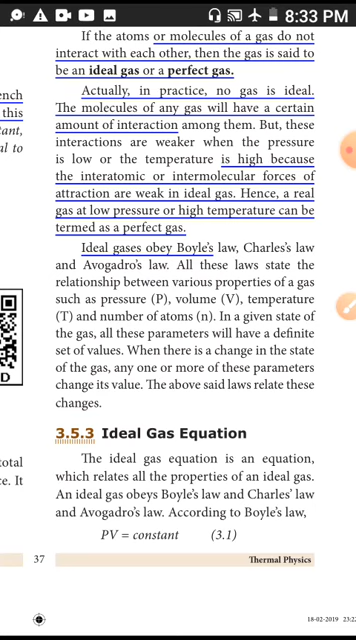 8:33 PM
If the atoms or molecules of a gas do not
interact with each other, then the gas is said to
be an ideal gas or a perfect gas.
Actually, in practice, no gas is ideal.
The molecules of any gas will have a certain
amount of interaction among them. But, these
interactions are weaker when the pressure
is low or the temperature is high because
the interatomic or intermolecular forces of
attraction are weak in ideal gas. Hence, a real
gas at low pressure or high temperature can be
termed as a perfect gas.
Ideal gases obey Boyle's law, Charles's law
and Avogadro's law. All these laws state the
relationship between various properties of a gas
such as pressure (P), volume (V), temperature
(T) and number of atoms (n). In a given state of
the gas, all these parameters will have a definite
set of values. When there is a change in the state
of the gas, any one or more of these parameters
change its value. The above said laws relate these
changes.
3.5.3 Ideal Gas Equation
The ideal gas equation is an equation,
which relates all the properties of an ideal gas.
An ideal gas obeys Boyle's law and Charles' law
and Avogadro's law. According to Boyle's law,
PV = constant (3.1)
ench
this
tant,
al to
D
total
ce. It
37
Thermal Physics
18-02-2019 23:22